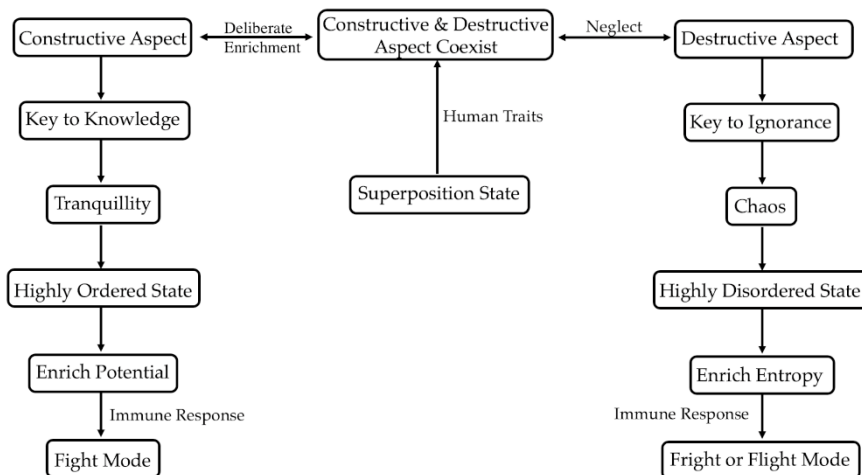 Constructive Aspect
Deliberate
Enrichment
Constructive & Destructive
Aspect Coexist
Neglect
Destructive Aspect
Key to Knowledge
Human Traits
Key to Ignorance
Tranquillity
Superposition State
Chaos
Highly Ordered State
Highly Disordered State
Enrich Potential
Enrich Entropy
Immune Response
Immune Response
Fight Mode
Fright or Flight Mode